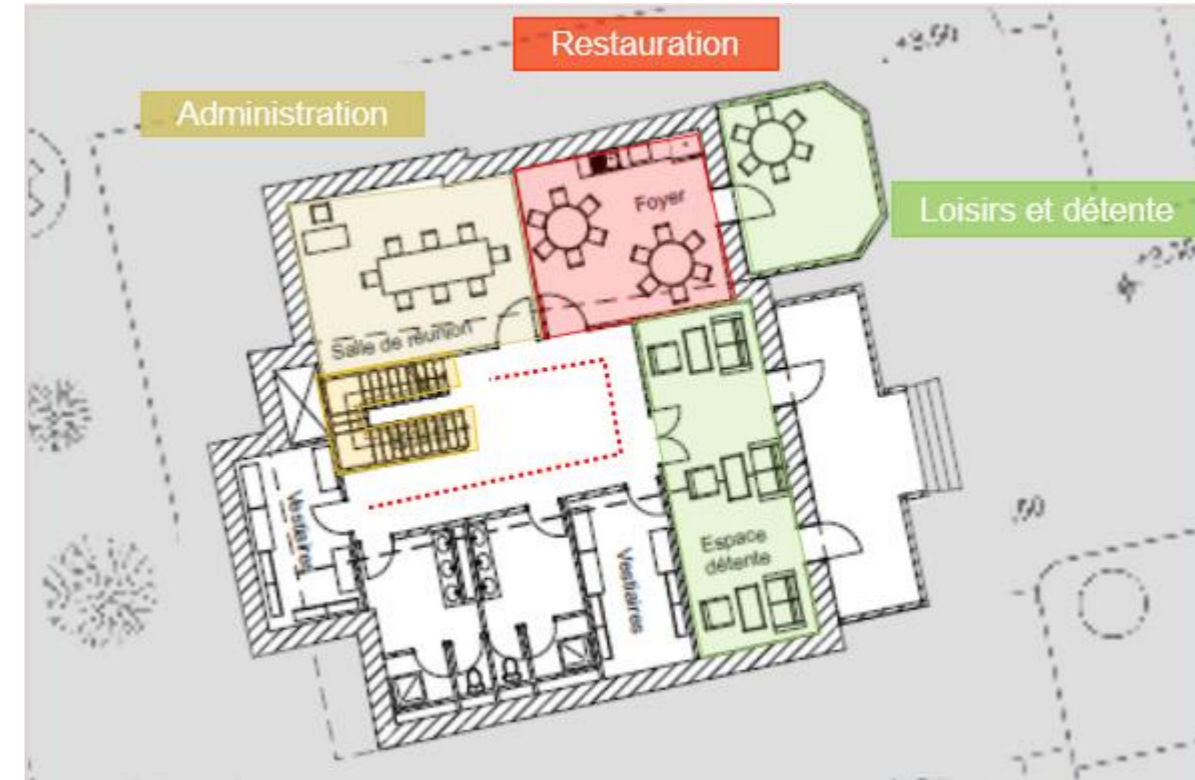 Restauration
Administration
Foyer
Loisirs et détente
Salle de réunion
Vestiaires
Espace
détente
Vestiaires